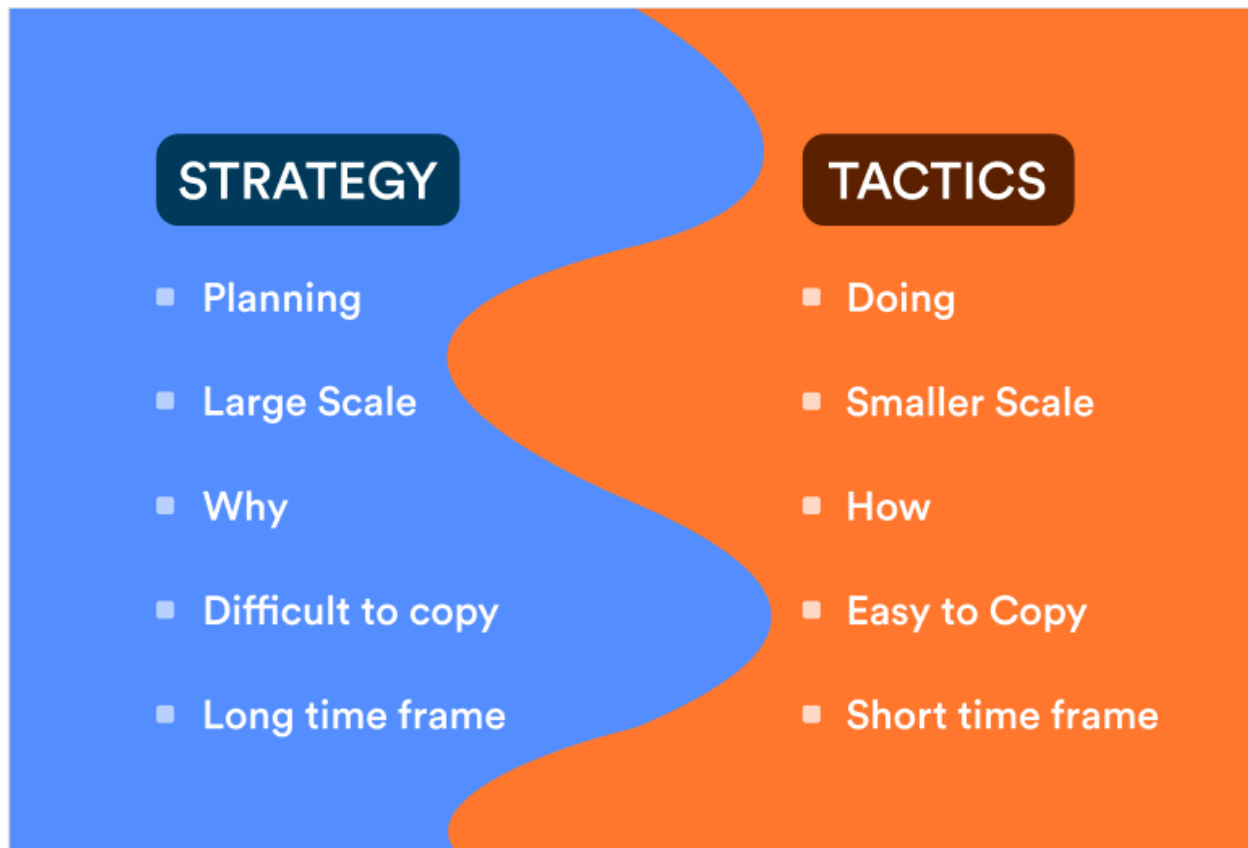 STRATEGY
Planning
Large Scale
Why
Difficult to copy
Long time frame
TACTICS
Doing
Smaller Scale
How
Easy to Copy
Short time frame